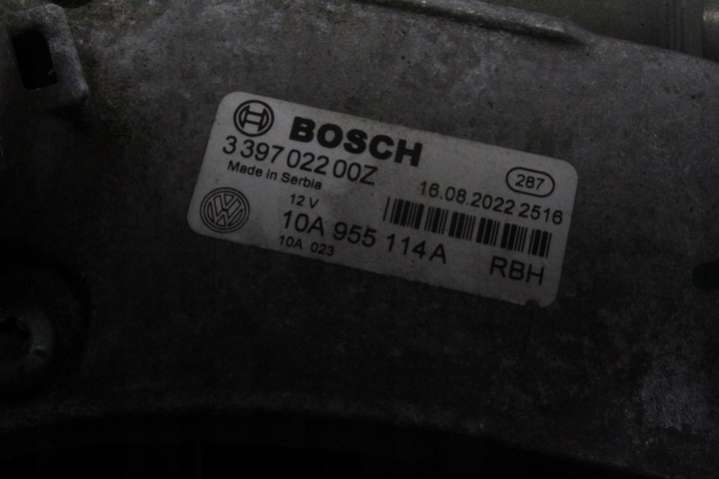 BOSCH
3 397 022 00Z 287
Made in Serbia 16.08.2022 2516
12 V
10A 955 114A
10A 023 RBH